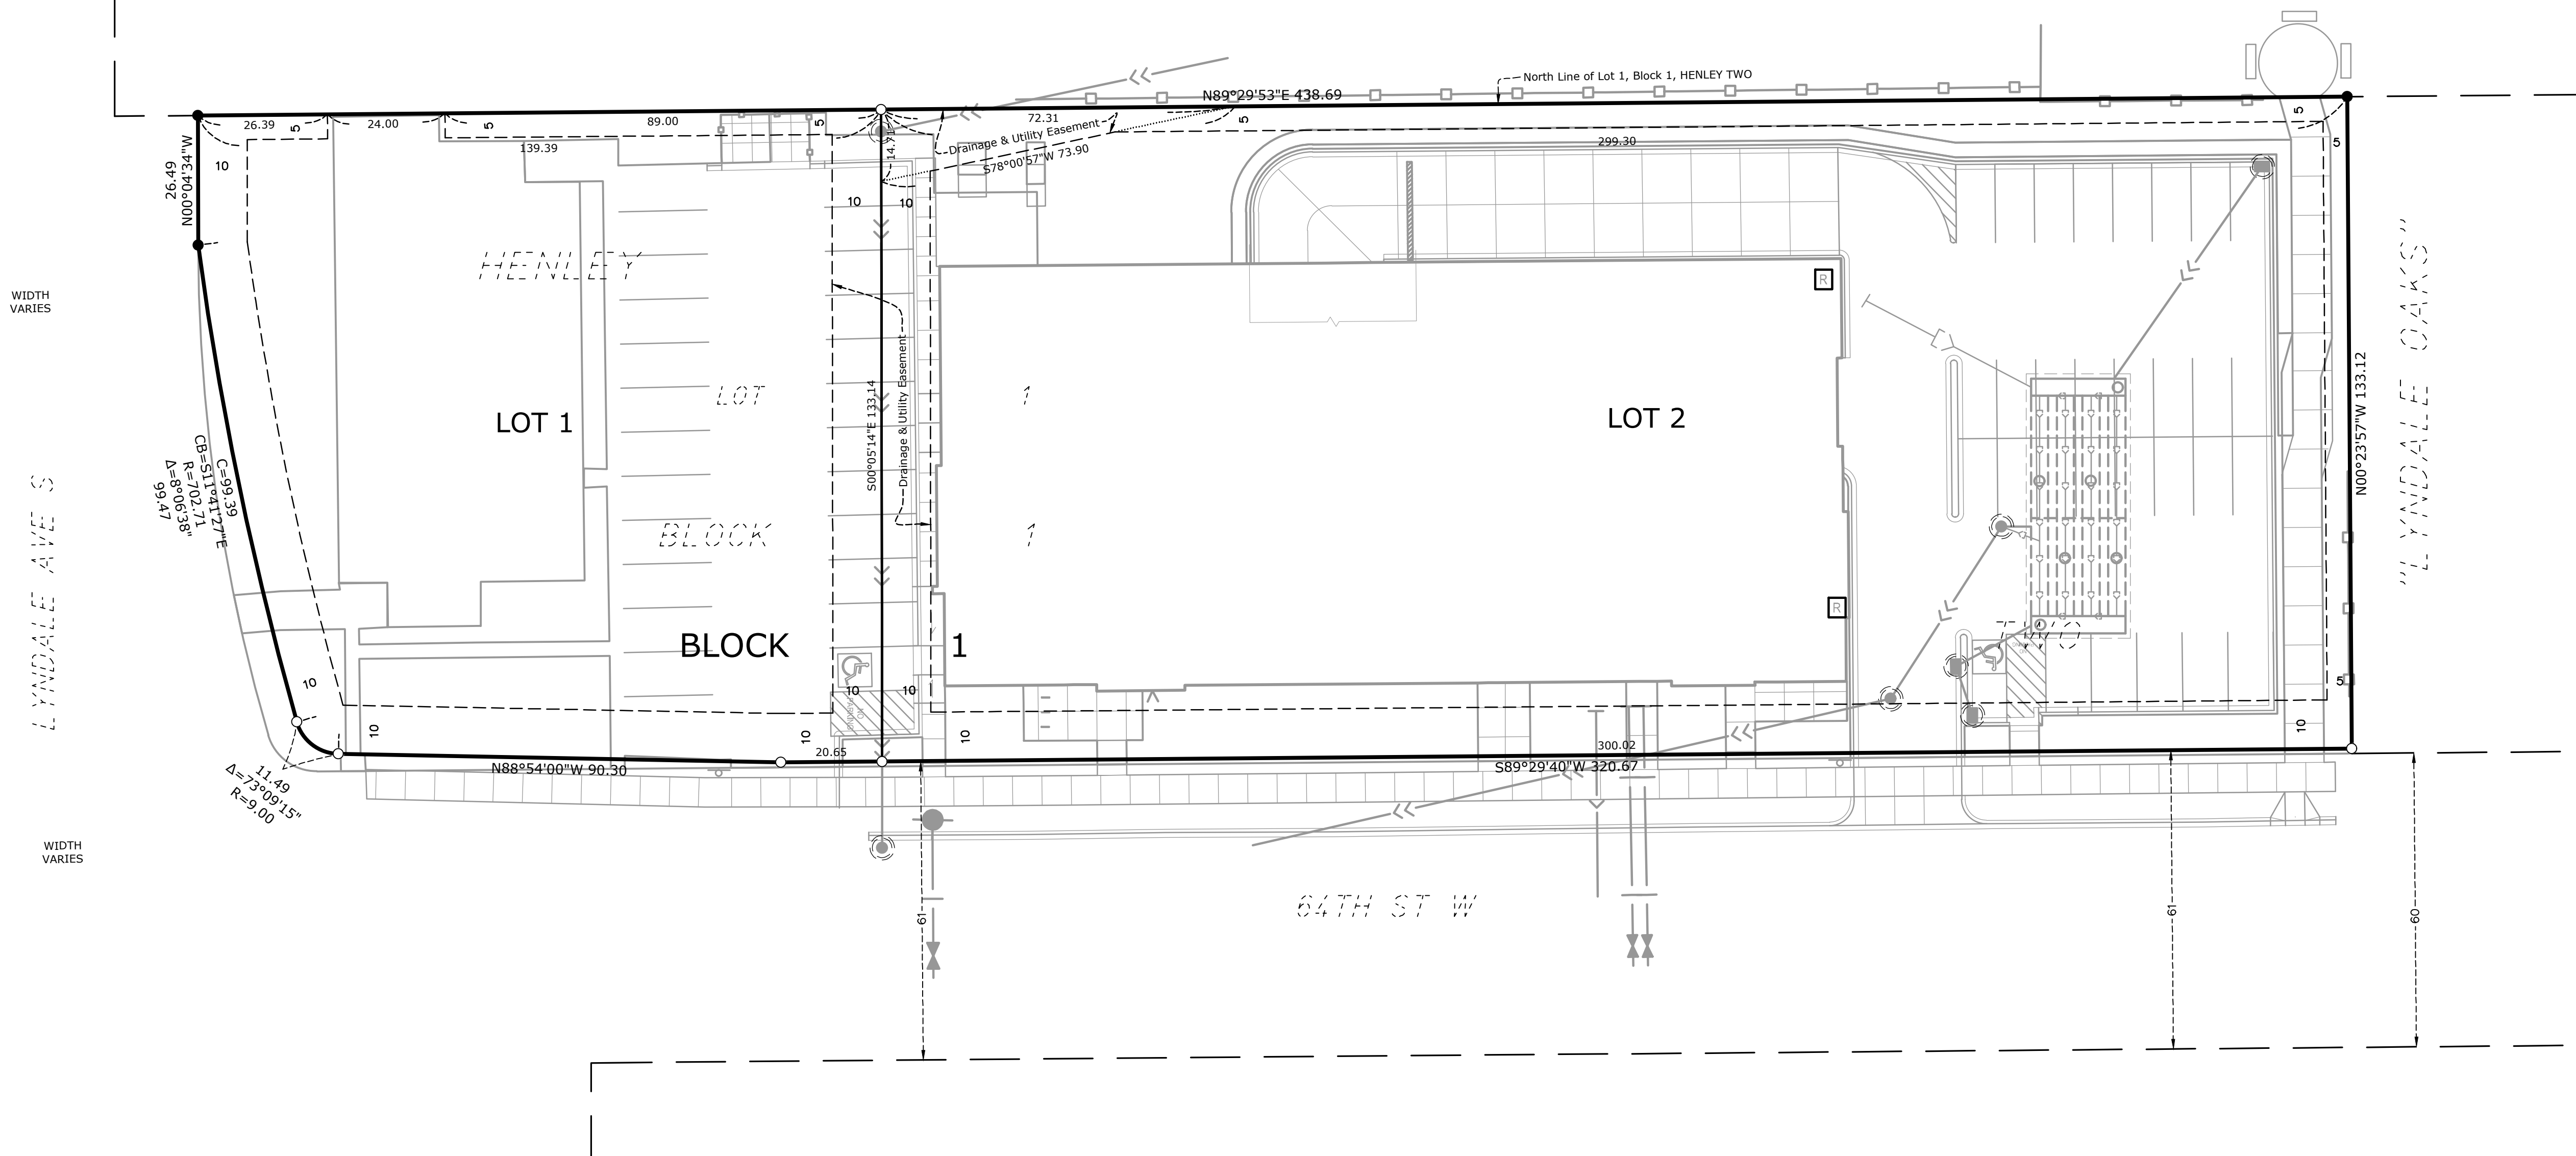 North Line of Lot 1, Block 1, HENLEY TWO
N89°29'53"E 438.69
26.39
5
24.00
5
89.00
5
139.39
72.31
5
5
5
Drainage & Utility Easement
S78°00'57"W 73.90
14.71
299.30
26.49
N00°04'34"W
10
10
10
HENLEY
WIDTH
VARIES
R
"LYNDALE OAKS"
N00°23'57"W 133.12
LOT 1
LOT
1
LOT 2
S00°05'14"E 133.14
Drainage & Utility Easement
C=99.39
CB=S11°41'27"E
R=702.71
Δ=8°06'38"
99.47
LYNDALE AVE S
BLOCK
1
R
TWO
BLOCK
1
10
10
10
10
10
10
5
10
NO
PARKING
20.65
300.02
N88°54'00"W 90.30
S89°29'40"W 320.67
11.49
Δ=73°09'15"
R=9.00
WIDTH
VARIES
64TH ST W
61
61
60